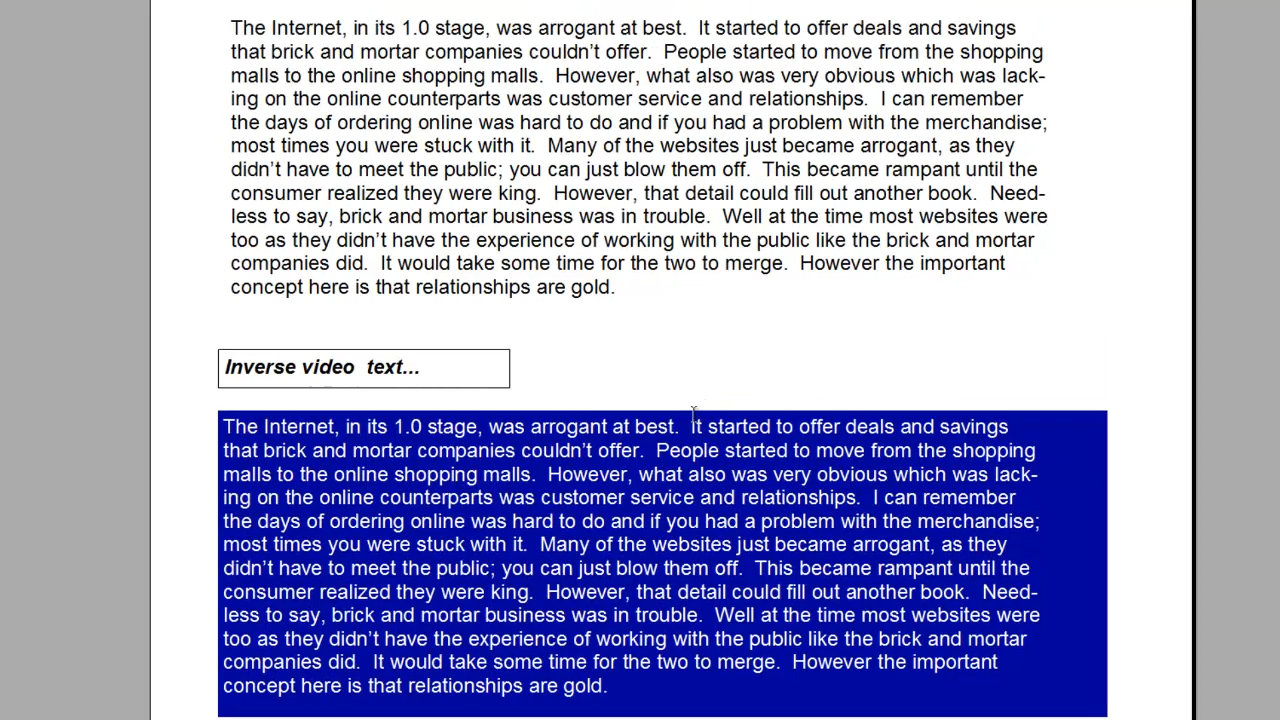 The Internet, in its 1.0 stage, was arrogant at best.  It started to offer deals and savings
that brick and mortar companies couldn't offer.  People started to move from the shopping
malls to the online shopping malls.  However, what also was very obvious which was lack-
ing on the online counterparts was customer service and relationships.  I can remember
the days of ordering online was hard to do and if you had a problem with the merchandise;
most times you were stuck with it.  Many of the websites just became arrogant, as they
didn't have to meet the public; you can just blow them off.  This became rampant until the
consumer realized they were king.  However, that detail could fill out another book.  Need-
less to say, brick and mortar business was in trouble.  Well at the time most websites were
too as they didn't have the experience of working with the public like the brick and mortar
companies did.  It would take some time for the two to merge.  However the important
concept here is that relationships are gold.
Inverse video  text...
The Internet, in its 1.0 stage, was arrogant at best.  It started to offer deals and savings
that brick and mortar companies couldn't offer.  People started to move from the shopping
malls to the online shopping malls.  However, what also was very obvious which was lack-
ing on the online counterparts was customer service and relationships.  I can remember
the days of ordering online was hard to do and if you had a problem with the merchandise;
most times you were stuck with it.  Many of the websites just became arrogant, as they
didn't have to meet the public; you can just blow them off.  This became rampant until the
consumer realized they were king.  However, that detail could fill out another book.  Need-
less to say, brick and mortar business was in trouble.  Well at the time most websites were
too as they didn't have the experience of working with the public like the brick and mortar
companies did.  It would take some time for the two to merge.  However the important
concept here is that relationships are gold.